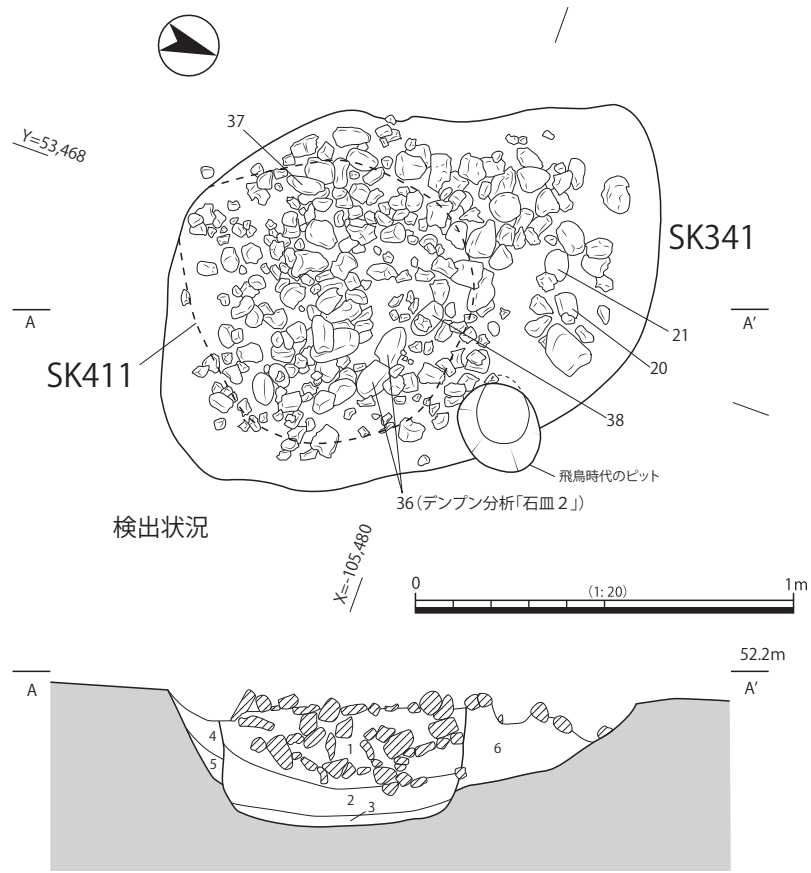 37
Y=53,468
SK341
A
A'
21
20
SK411
38
飛鳥時代のピット
36(デンプン分析「石皿2」)
検出状況
X=-105,480
0
(1: 20)
1m
52.2m
A
A'
4
1
6
5
2
3